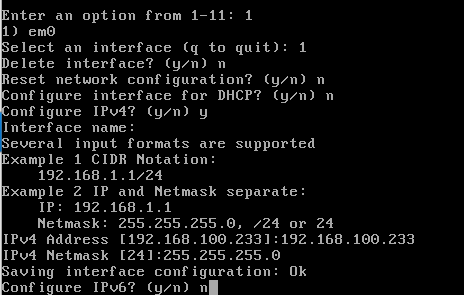 Enter an option from 1-11: 1
1) em0
Select an interface (q to quit): 1
Delete interface? (y/n) n
Reset network configuration? (y/n) n
Configure interface for DHCP? (y/n) n
Configure IPv4? (y/n) y
Interface name:
Several input formats are supported
Example 1 CIDR Notation:
    192.168.1.1/24
Example 2 IP and Netmask separate:
    IP: 192.168.1.1
    Netmask: 255.255.255.0, /24 or 24
IPv4 Address [192.168.100.233]:192.168.100.233
IPv4 Netmask [24]:255.255.255.0
Saving interface configuration: Ok
Configure IPv6? (y/n) n